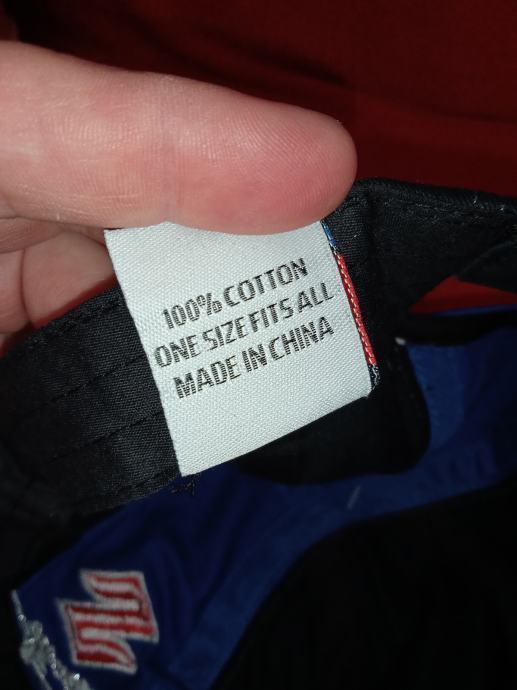 100% COTTON
ONE SIZE FITS ALL
MADE IN CHINA